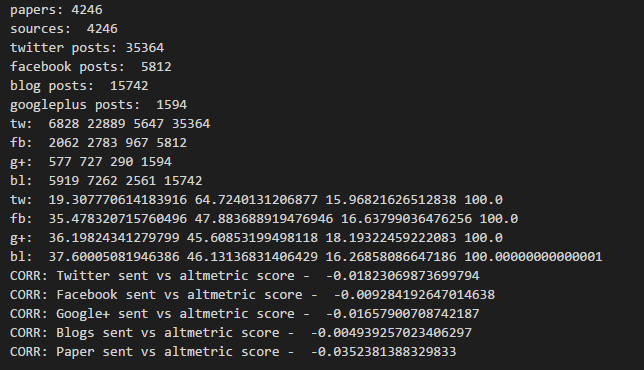 papers: 4246
sources:  4246
twitter posts: 35364
facebook posts:  5812
blog posts:  15742
googleplus posts:  1594
tw:  6828 22889 5647 35364
fb:  2062 2783 967 5812
g+:  577 727 290 1594
bl:  5919 7262 2561 15742
tw:  19.307770614183916 64.7240131206877 15.96821626512838 100.0
fb:  35.478320715760496 47.883688919476946 16.63799036476256 100.0
g+:  36.19824341279799 45.60853199498118 18.19322459222083 100.0
bl:  37.60005081946386 46.13136831406429 16.26858086647186 100.00000000000001
CORR: Twitter sent vs altmetric score -  -0.01823069873699794
CORR: Facebook sent vs altmetric score -  -0.009284192647014638
CORR: Google+ sent vs altmetric score -  -0.01657900708742187
CORR: Blogs sent vs altmetric score -  -0.004939257023406297
CORR: Paper sent vs altmetric score -  -0.0352381388329833